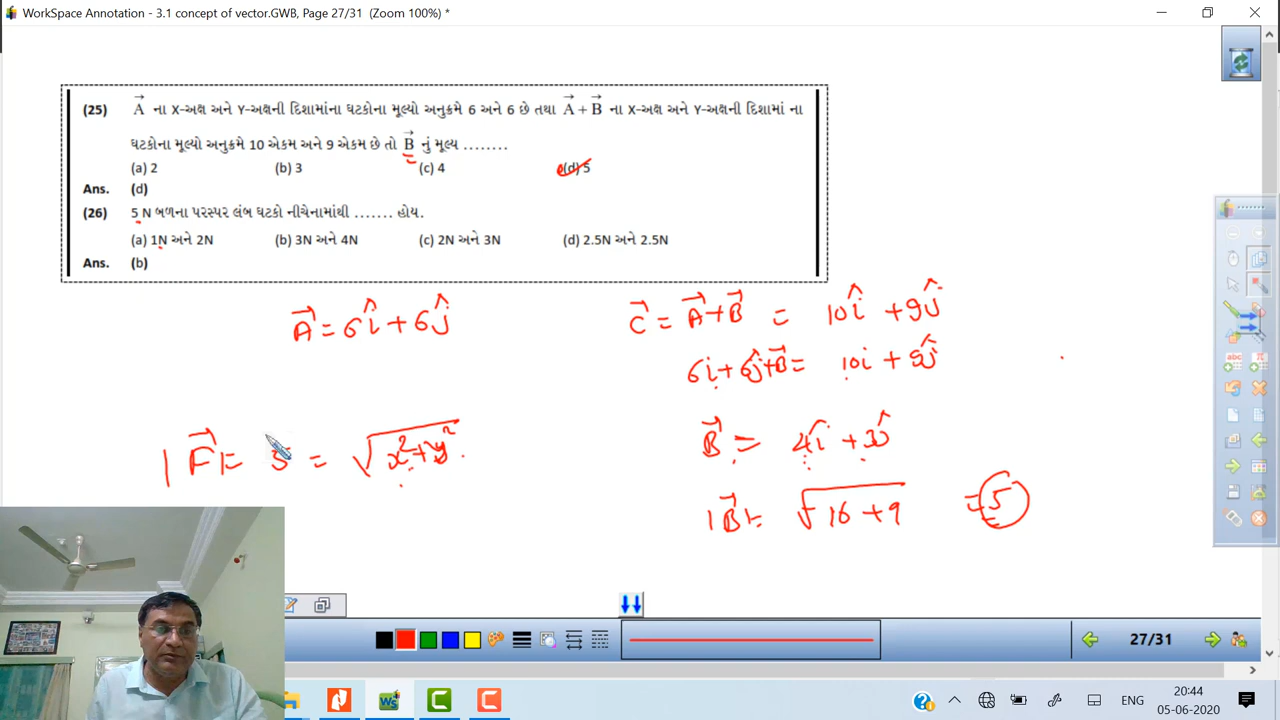 WorkSpace Annotation - 3.1 concept of vector.GWB, Page 27/31 (Zoom 100%) *
(25) A ના X-અક્ષ અને Y-અક્ષની દિશામાંના ઘટકોના મૂલ્યો અનુક્રમે 6 અને 6 છે તથા A + B ના X-અક્ષ અને Y-અક્ષની દિશામાં ના
ઘટકોના મૂલ્યો અનુક્રમે 10 એકમ અને 9 એકમ છે તો B નું મૂલ્ય ........
(a) 2 (b) 3 (c) 4 (d) 5
Ans. (d)
(26) 5 N બળના પરસ્પર લંબ ઘટકો નીચેનામાંથી ....... હોય.
(a) 1N અને 2N (b) 3N અને 4N (c) 2N અને 3N (d) 2.5N અને 2.5N
Ans. (b)
A = 6i + 6j
C = A+B = 10i + 9j
6i + 6j + B = 10i + 9j
B = 4i + 3j
|F| = 5 = √x²+y²
|B| = √16 + 9 = 5
abc
π
27/31
ENG
20:44
05-06-2020